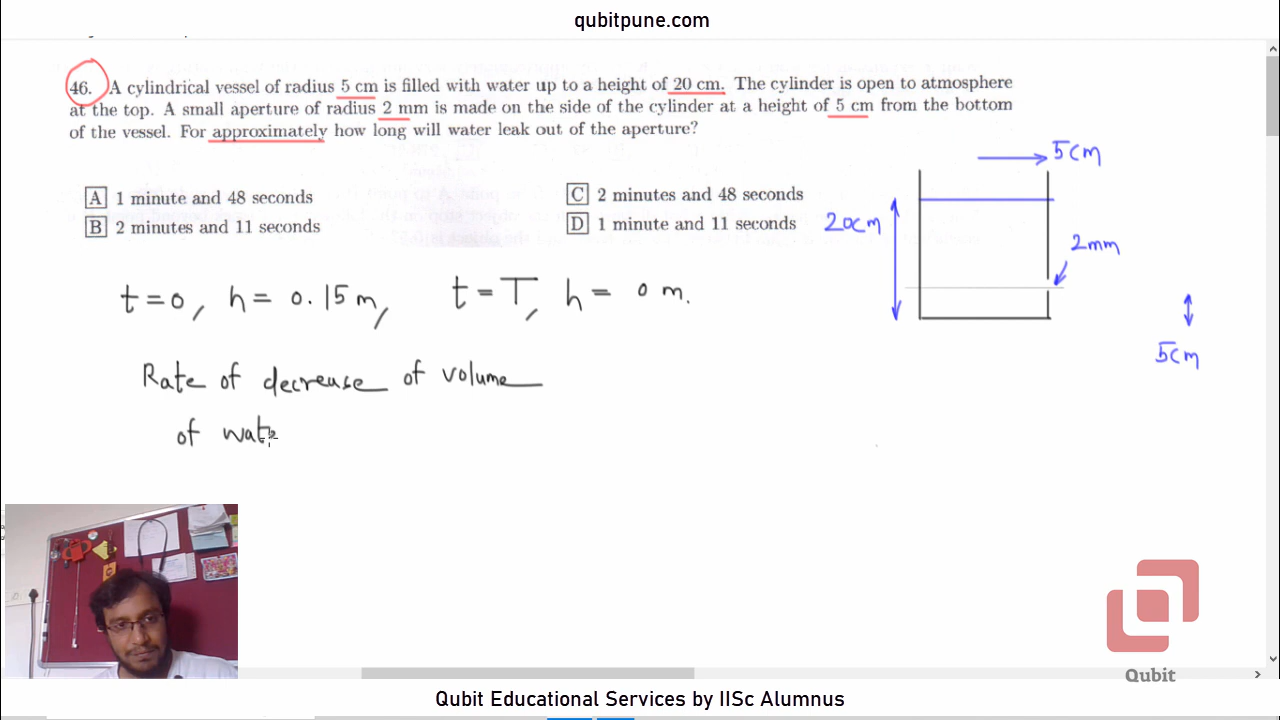 qubitpune.com
46. A cylindrical vessel of radius 5 cm is filled with water up to a height of 20 cm. The cylinder is open to atmosphere
at the top. A small aperture of radius 2 mm is made on the side of the cylinder at a height of 5 cm from the bottom
of the vessel. For approximately how long will water leak out of the aperture?
A 1 minute and 48 seconds
B 2 minutes and 11 seconds
C 2 minutes and 48 seconds
D 1 minute and 11 seconds
5cm
20cm
2mm
5cm
t=0, h= 0.15m, t=T, h= 0 m.
Rate of decrease of volume
of wate
Qubit
Qubit Educational Services by IISc Alumnus